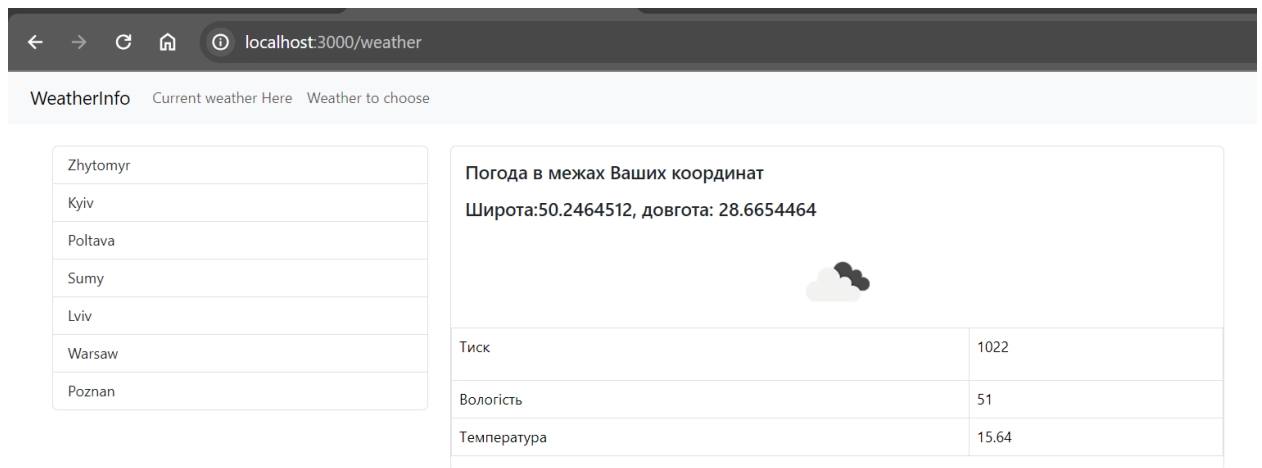 localhost:3000/weather
WeatherInfo Current weather Here Weather to choose
Zhytomyr
Kyiv
Poltava
Sumy
Lviv
Warsaw
Poznan
Погода в межах Ваших координат
Широта:50.2464512, довгота: 28.6654464
Тиск 1022
Вологість 51
Температура 15.64